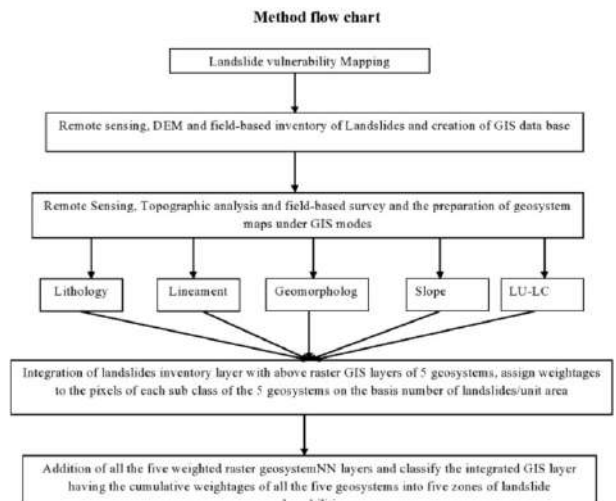 Method flow chart
Landslide vulnerability Mapping
Remote sensing, DEM and field-based inventory of Landslides and creation of GIS data base
Remote Sensing, Topographic analysis and field-based survey and the preparation of geosystem
maps under GIS modes
Lithology
Lineament
Geomorpholog
Slope
LU-LC
Integration of landslides inventory layer with above raster GIS layers of 5 geosystems, assign weightages
to the pixels of each sub class of the 5 geosystems on the basis number of landslides/unit area
Addition of all the five weighted raster geosystemNN layers and classify the integrated GIS layer
having the cumulative weightages of all the five geosystems into five zones of landslide